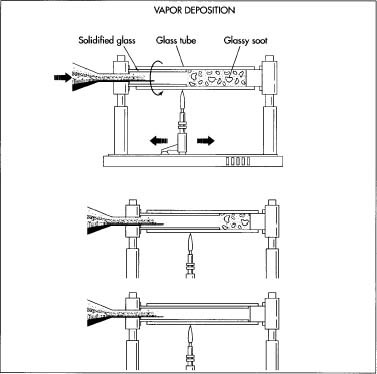 VAPOR DEPOSITION
Solidified glass Glass tube Glassy soot